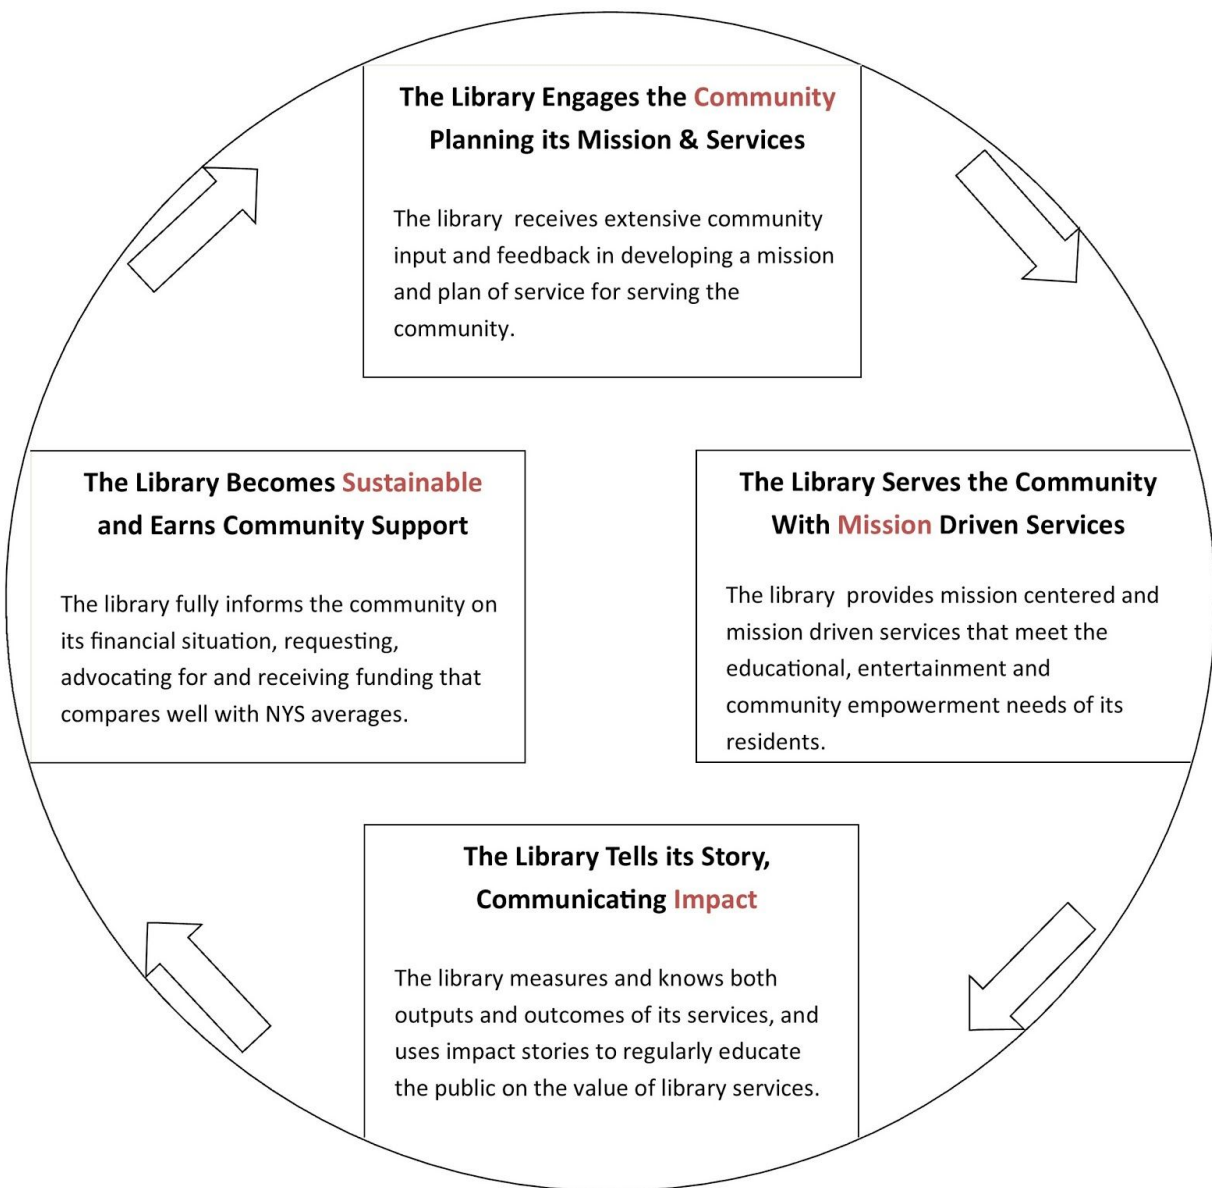 The Library Engages the Community
Planning its Mission & Services
The library  receives extensive community
input and feedback in developing a mission
and plan of service for serving the
community.
The Library Serves the Community
With Mission Driven Services
The library  provides mission centered and
mission driven services that meet the
educational, entertainment and
community empowerment needs of its
residents.
The Library Tells its Story,
Communicating Impact
The library measures and knows both
outputs and outcomes of its services, and
uses impact stories to regularly educate
the public on the value of library services.
The Library Becomes Sustainable
and Earns Community Support
The library fully informs the community on
its financial situation, requesting,
advocating for and receiving funding that
compares well with NYS averages.